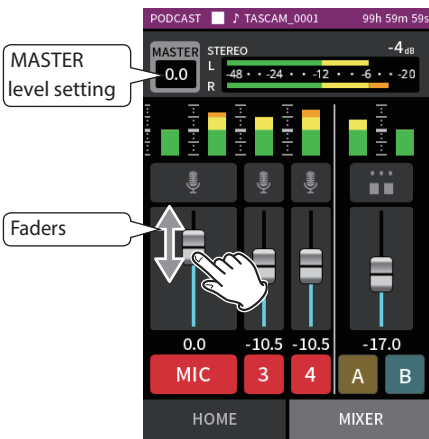 PODCAST ♪ TASCAM_0001 99h 59m 59s
MASTER STEREO -4dB
MASTER level setting
0.0
L
-48 · · -24 · · -12 · · -6 · · -20
R
Faders
0.0 -10.5 -10.5 -17.0
MIC 3 4 A B
HOME MIXER